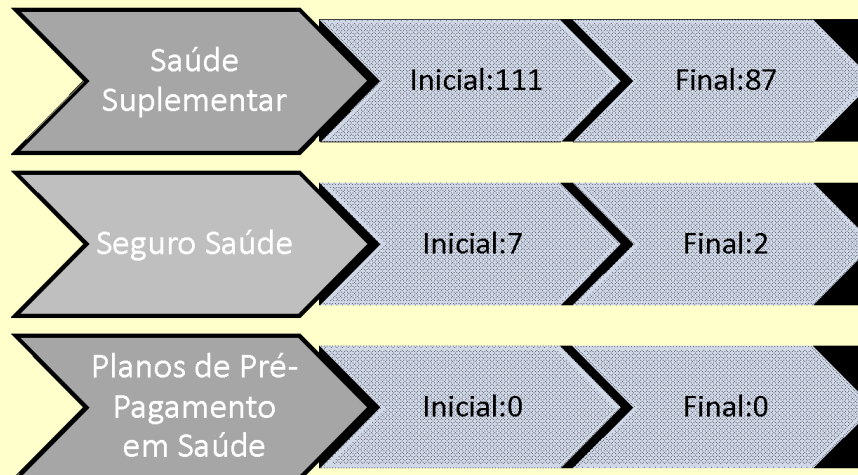 Saúde
Suplementar
Inicial:111
Final:87
Seguro Saúde
Inicial:7
Final:2
Planos de Pré-
Pagamento
em Saúde
Inicial:0
Final:0